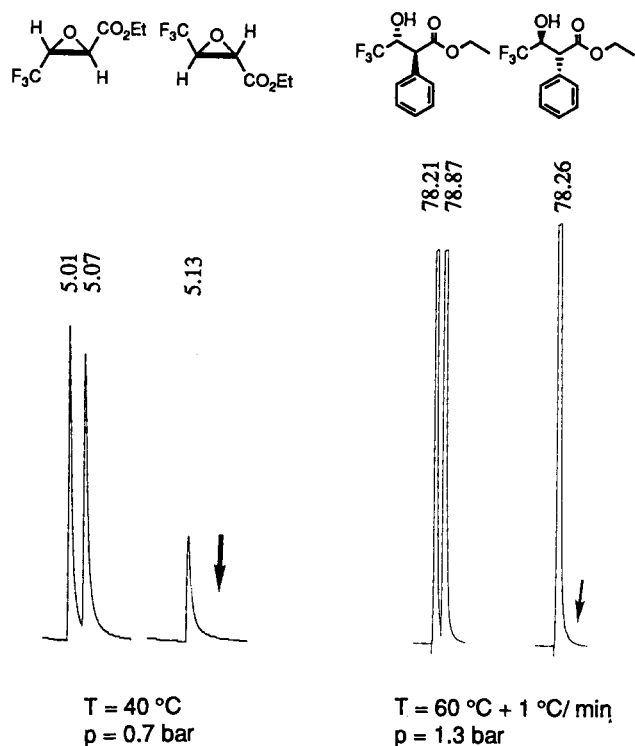 H O CO₂Et
F₃C H
F₃C O H
H CO₂Et
OH O
F₃C O
OH O
F₃C O
5.01
5.07
5.13
78.21
78.87
78.26
T = 40 °C
p = 0.7 bar
T = 60 °C + 1 °C/ min
p = 1.3 bar